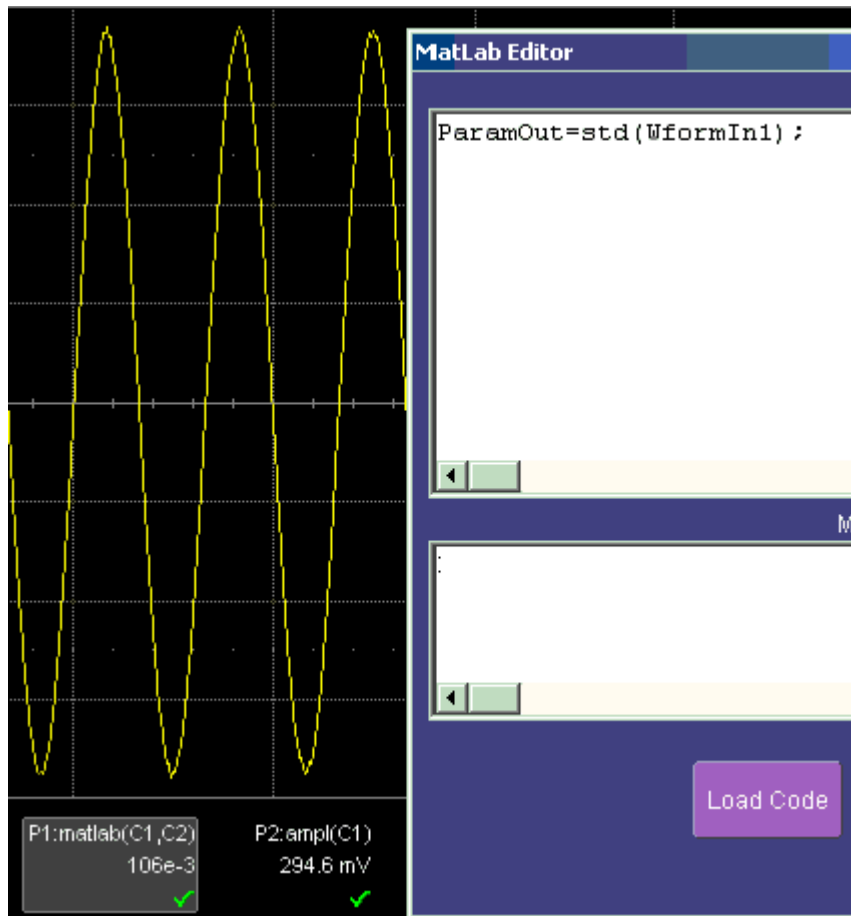 MatLab Editor
ParamOut=std(WformIn1);
M
Load Code
P1:matlab(C1,C2)
106e-3
P2:ampl(C1)
294.6 mV